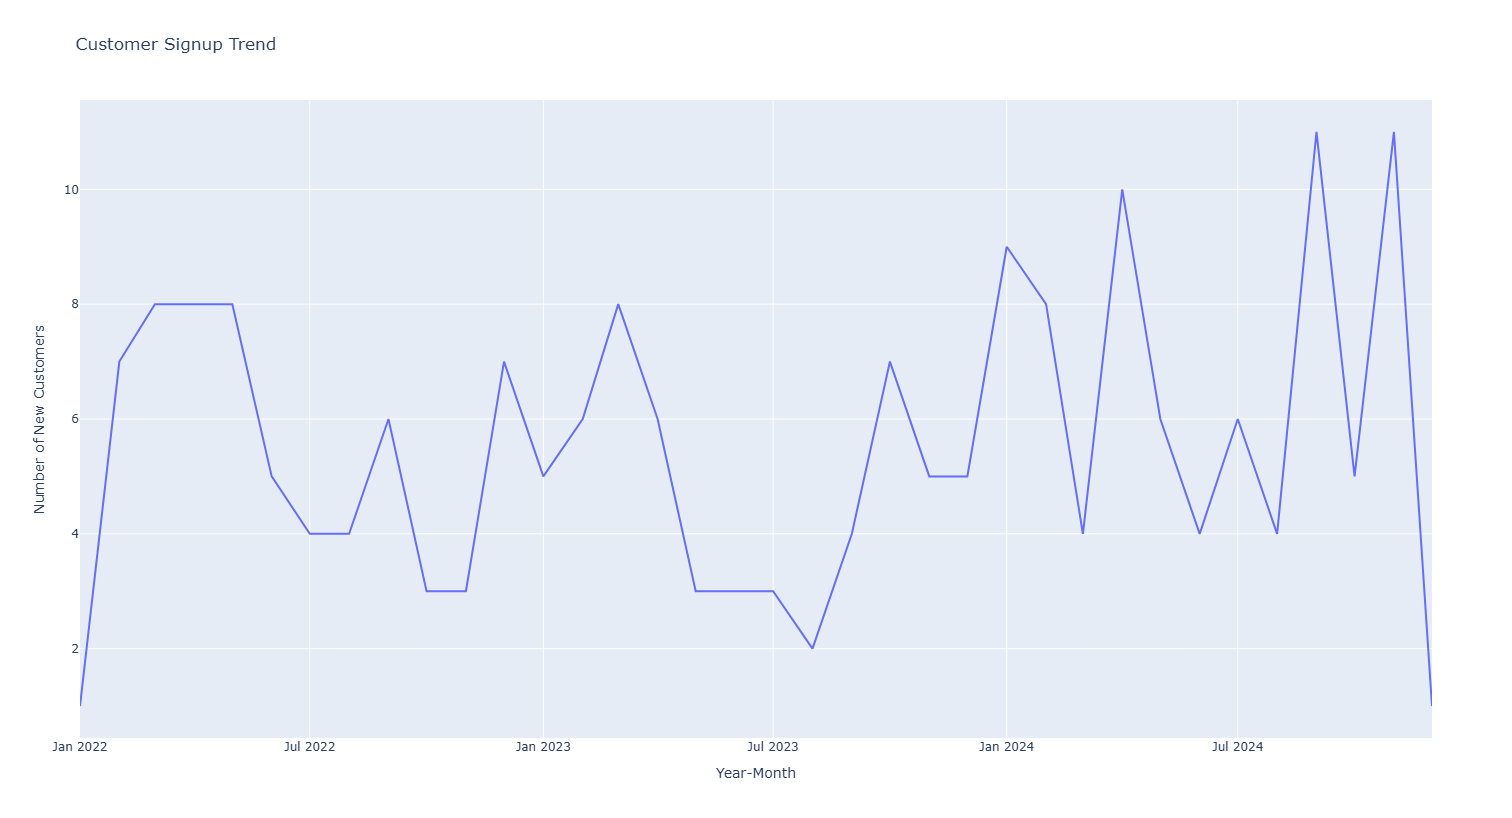 Customer Signup Trend
Number of New Customers
10
8
6
4
2
Jan 2022
Jul 2022
Jan 2023
Jul 2023
Jan 2024
Jul 2024
Year-Month